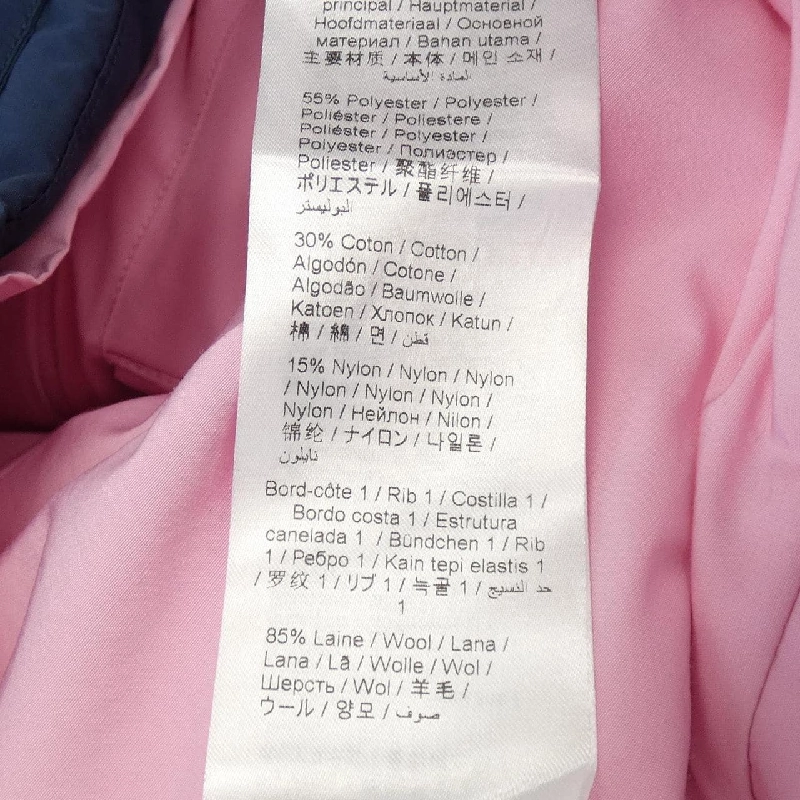 principal / Hauptmaterial /
Hoofdmateriaal / Основной
материал / Bahan utama /
主要材质 / 本体 / 메인 소재 /
المادة الأساسية
55% Polyester / Polyester /
Poliéster / Poliestere /
Poliéster / Polyester /
Polyester / Полиэстер /
Poliester / 聚酯纤维 /
ポリエステル / 폴리에스터 /
البوليستر
30% Coton / Cotton /
Algodón / Cotone /
Algodão / Baumwolle /
Katoen / Хлопок / Katun /
棉 / 綿 / 면 / قطن
15% Nylon / Nylon / Nylon
/ Nylon / Nylon / Nylon /
Nylon / Нейлон / Nilon /
锦纶 / ナイロン / 나일론 /
نايلون
Bord-côte 1 / Rib 1 / Costilla 1 /
Bordo costa 1 / Estrutura
canelada 1 / Bündchen 1 / Rib
1 / Ребро 1 / Kain tepi elastis 1
/ 罗纹 1 / リブ 1 / 늑골 1 / حد النسيج
1
85% Laine / Wool / Lana /
Lana / Lã / Wolle / Wol /
Шерсть / Wol / 羊毛 /
ウール / 양모 / صوف